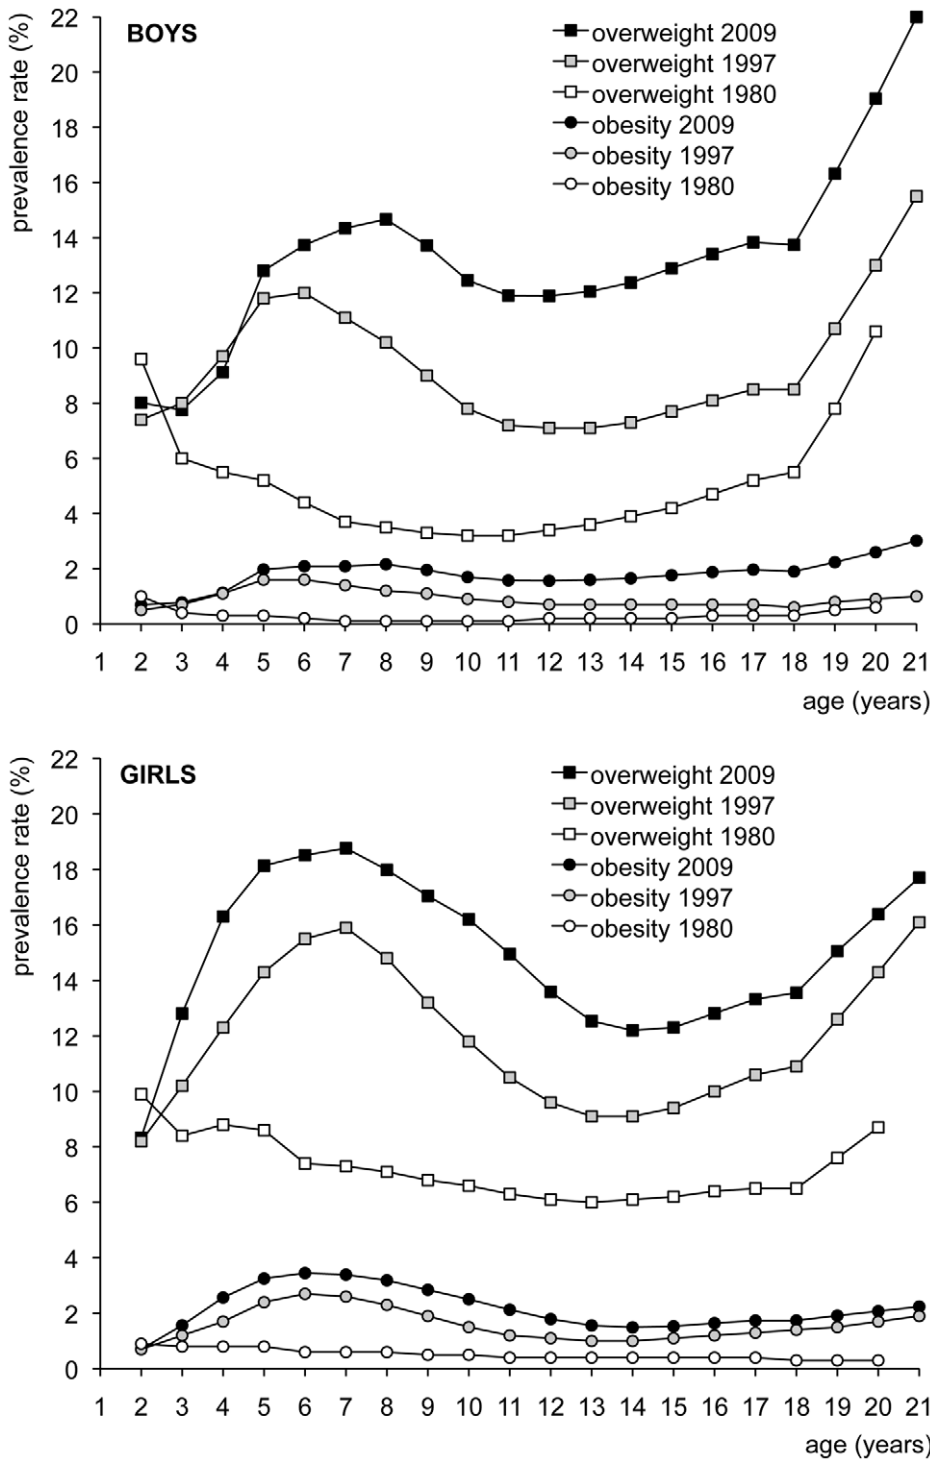 BOYS
prevalence rate (%)
overweight 2009
overweight 1997
overweight 1980
obesity 2009
obesity 1997
obesity 1980
22
20
18
16
14
12
10
8
6
4
2
0
1 2 3 4 5 6 7 8 9 10 11 12 13 14 15 16 17 18 19 20 21
age (years)
GIRLS
prevalence rate (%)
overweight 2009
overweight 1997
overweight 1980
obesity 2009
obesity 1997
obesity 1980
22
20
18
16
14
12
10
8
6
4
2
0
1 2 3 4 5 6 7 8 9 10 11 12 13 14 15 16 17 18 19 20 21
age (years)